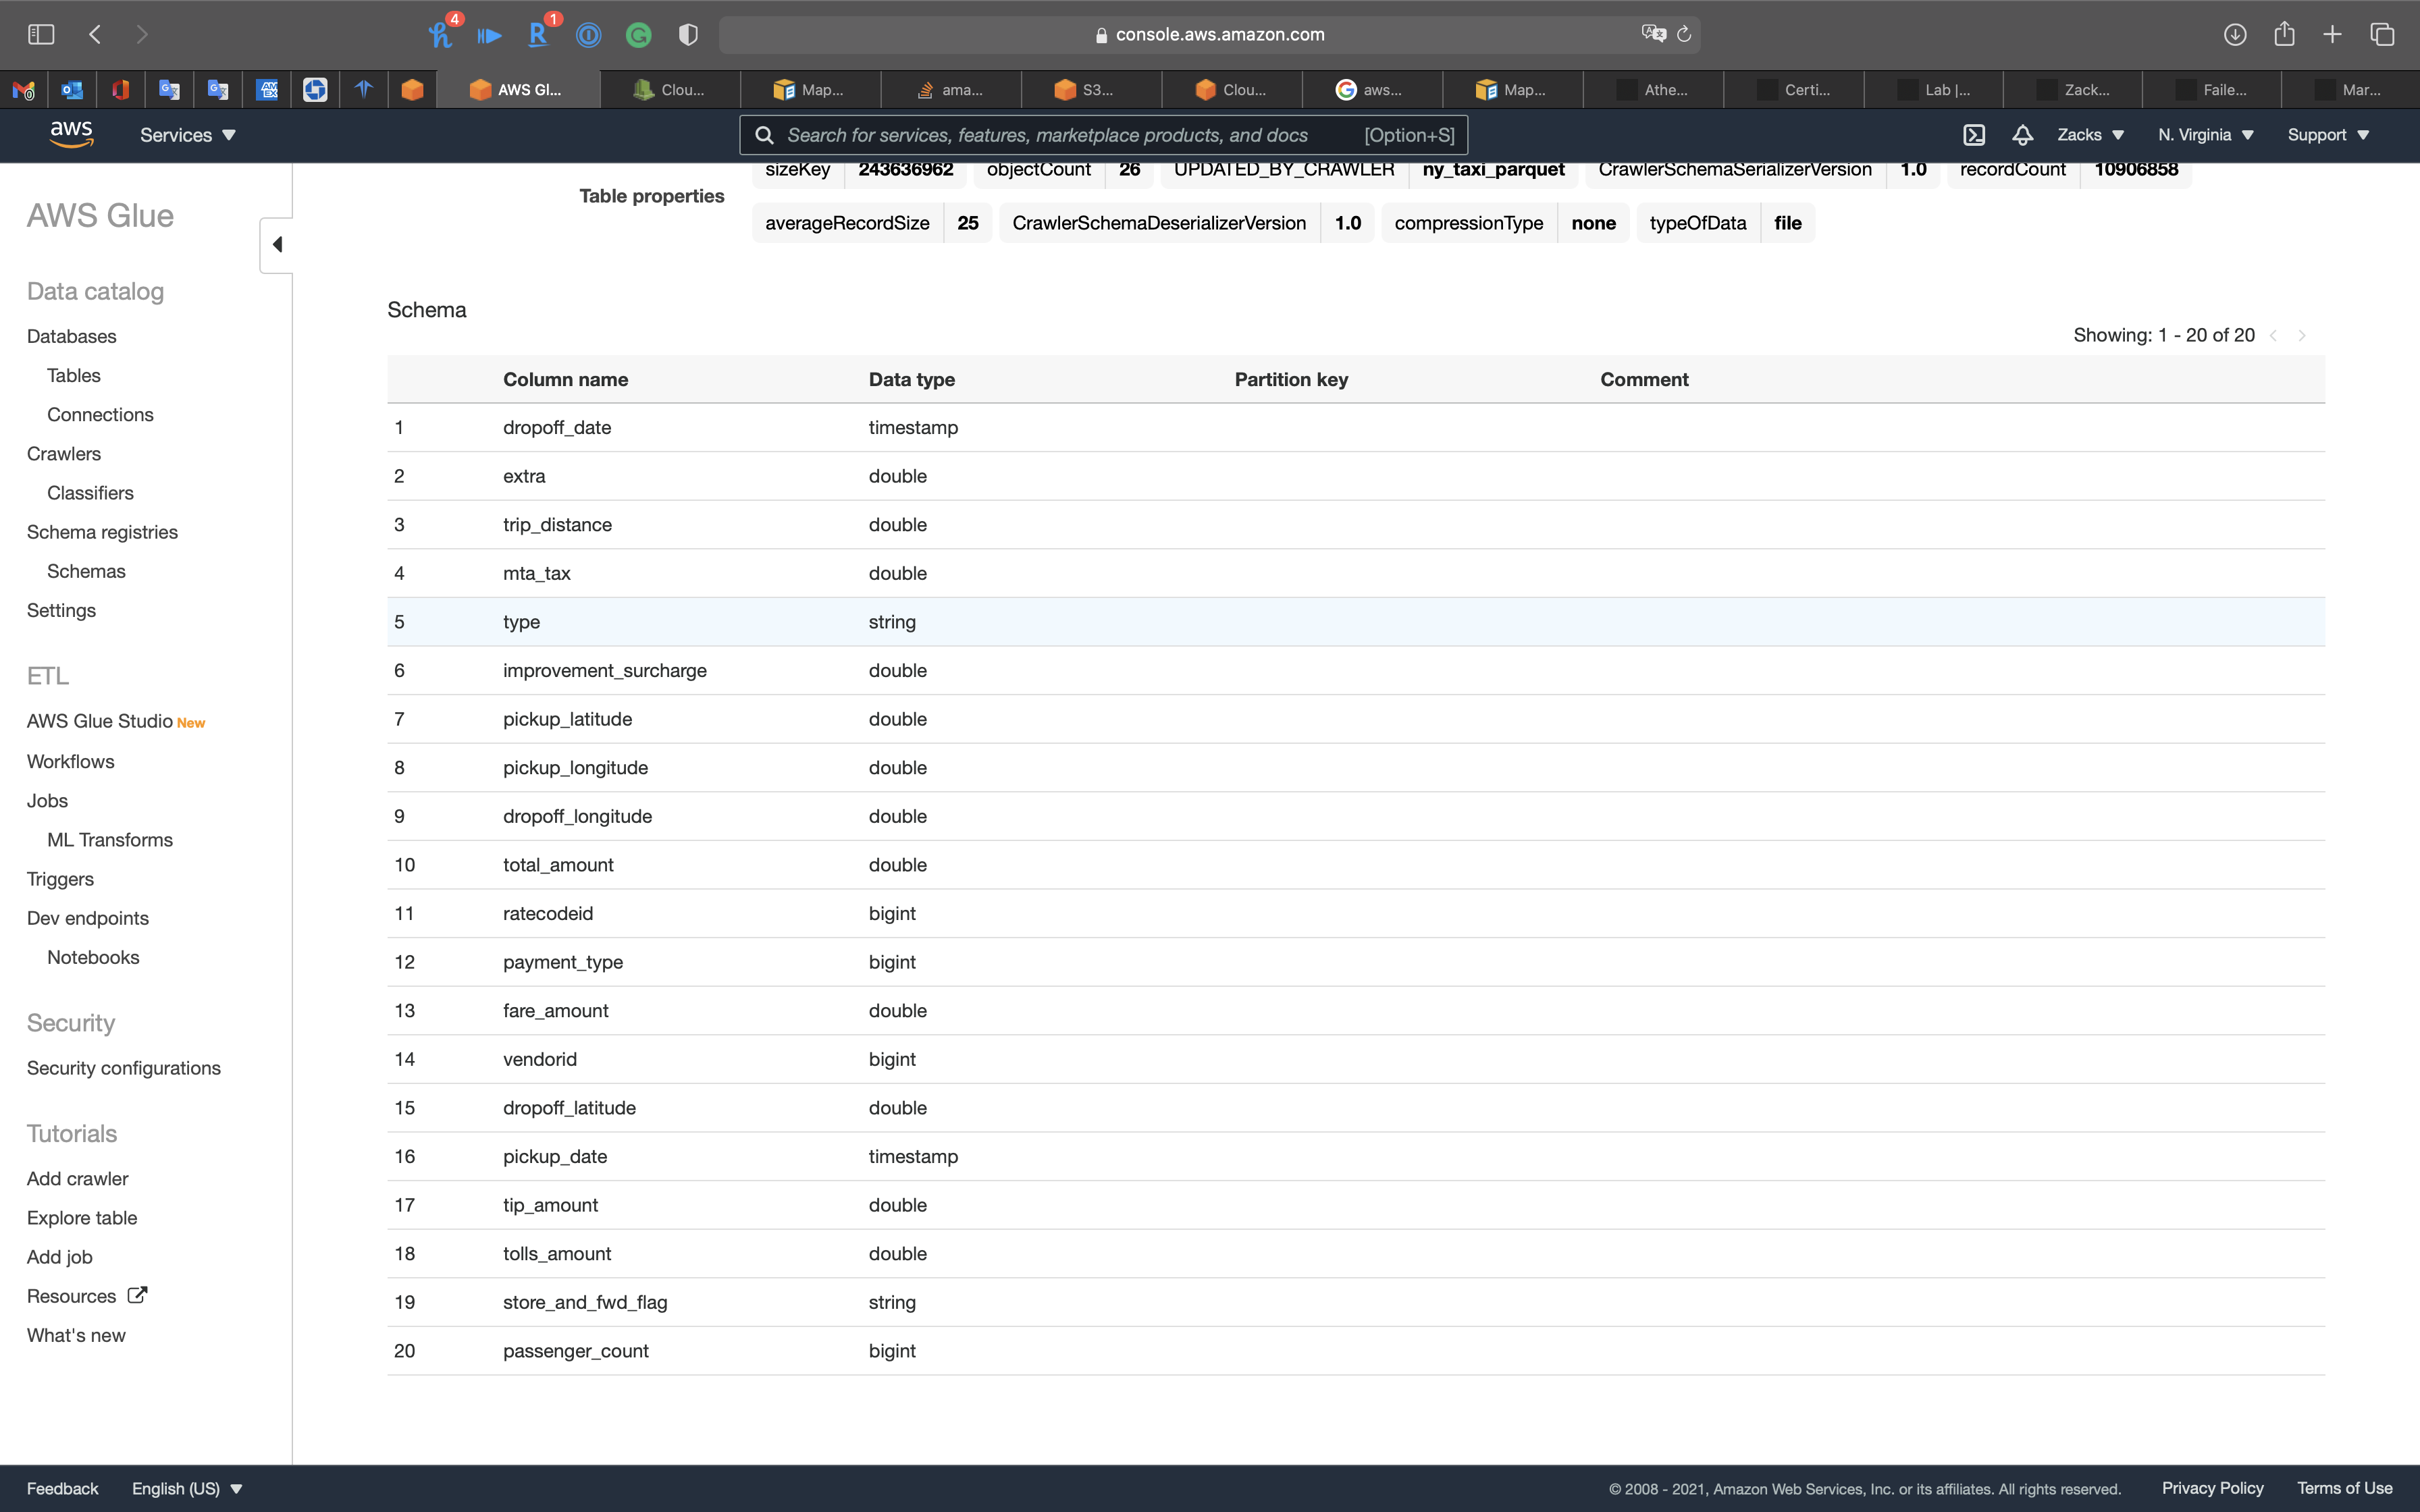 4 1 console.aws.amazon.com
0 AWS Gl... Clou... Map... ama... S3... Clou... aws... Map... Athe... Certi... Lab |... Zack... Faile... Mar...
aws Services Search for services, features, marketplace products, and docs [Option+S] Zacks N. Virginia Support
sizeKey 243636962 objectCount 26 UPDATED_BY_CRAWLER ny_taxi_parquet CrawlerSchemaSerializerVersion 1.0 recordCount 10906858
Table properties
averageRecordSize 25 CrawlerSchemaDeserializerVersion 1.0 compressionType none typeOfData file
AWS Glue
Data catalog
Databases
Tables
Connections
Crawlers
Classifiers
Schema registries
Schemas
Settings
ETL
AWS Glue Studio New
Workflows
Jobs
ML Transforms
Triggers
Dev endpoints
Notebooks
Security
Security configurations
Tutorials
Add crawler
Explore table
Add job
Resources
What's new
Schema
Showing: 1 - 20 of 20
Column name Data type Partition key Comment
1 dropoff_date timestamp
2 extra double
3 trip_distance double
4 mta_tax double
5 type string
6 improvement_surcharge double
7 pickup_latitude double
8 pickup_longitude double
9 dropoff_longitude double
10 total_amount double
11 ratecodeid bigint
12 payment_type bigint
13 fare_amount double
14 vendorid bigint
15 dropoff_latitude double
16 pickup_date timestamp
17 tip_amount double
18 tolls_amount double
19 store_and_fwd_flag string
20 passenger_count bigint
Feedback English (US) © 2008 - 2021, Amazon Web Services, Inc. or its affiliates. All rights reserved. Privacy Policy Terms of Use